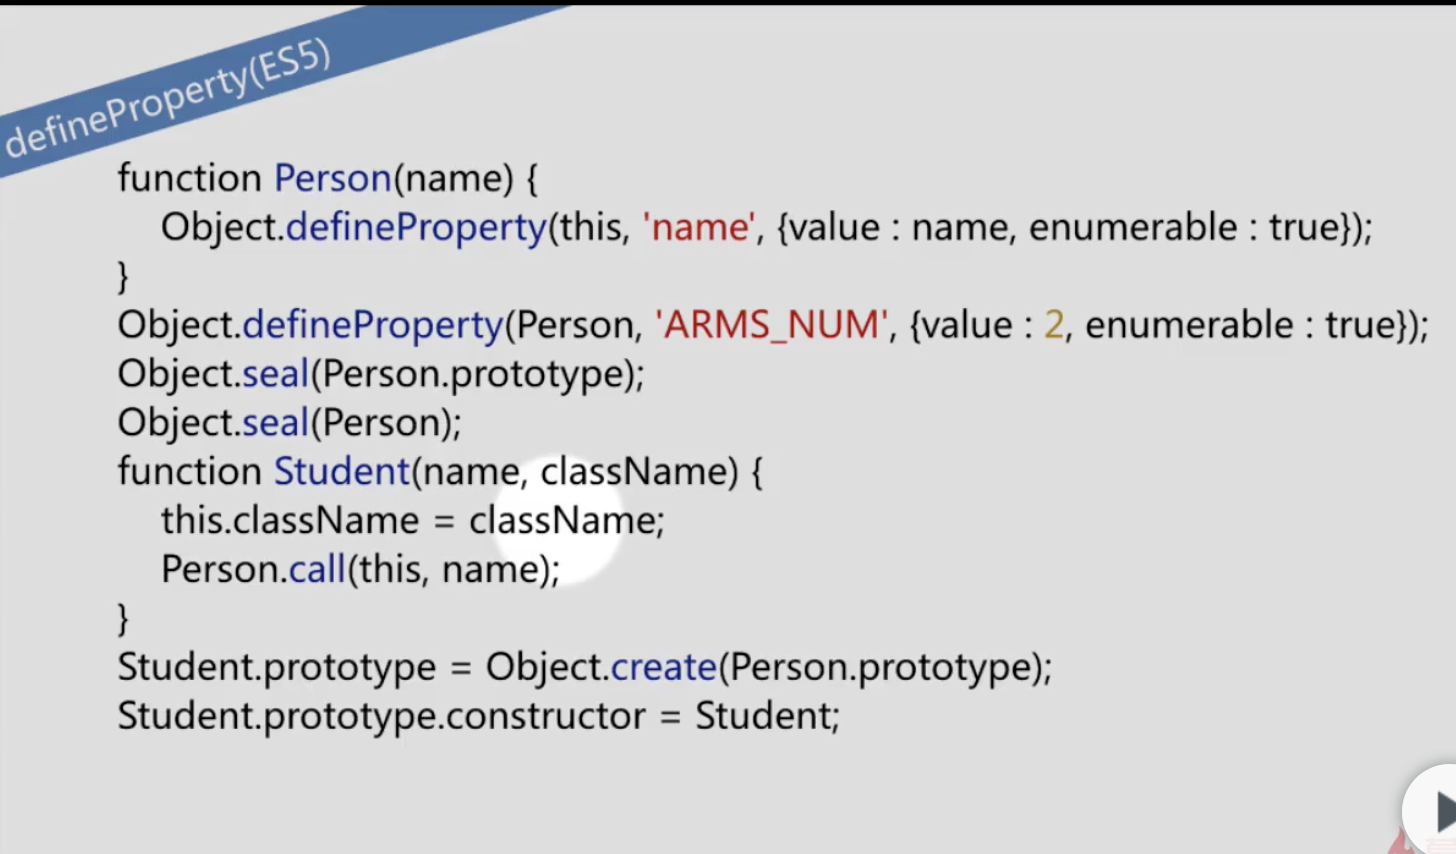 defineProperty(ES5)
function Person(name) {
Object.defineProperty(this, 'name', {value : name, enumerable : true});
}
Object.defineProperty(Person, 'ARMS_NUM', {value : 2, enumerable : true});
Object.seal(Person.prototype);
Object.seal(Person);
function Student(name, className) {
this.className = className;
Person.call(this, name);
}
Student.prototype = Object.create(Person.prototype);
Student.prototype.constructor = Student;